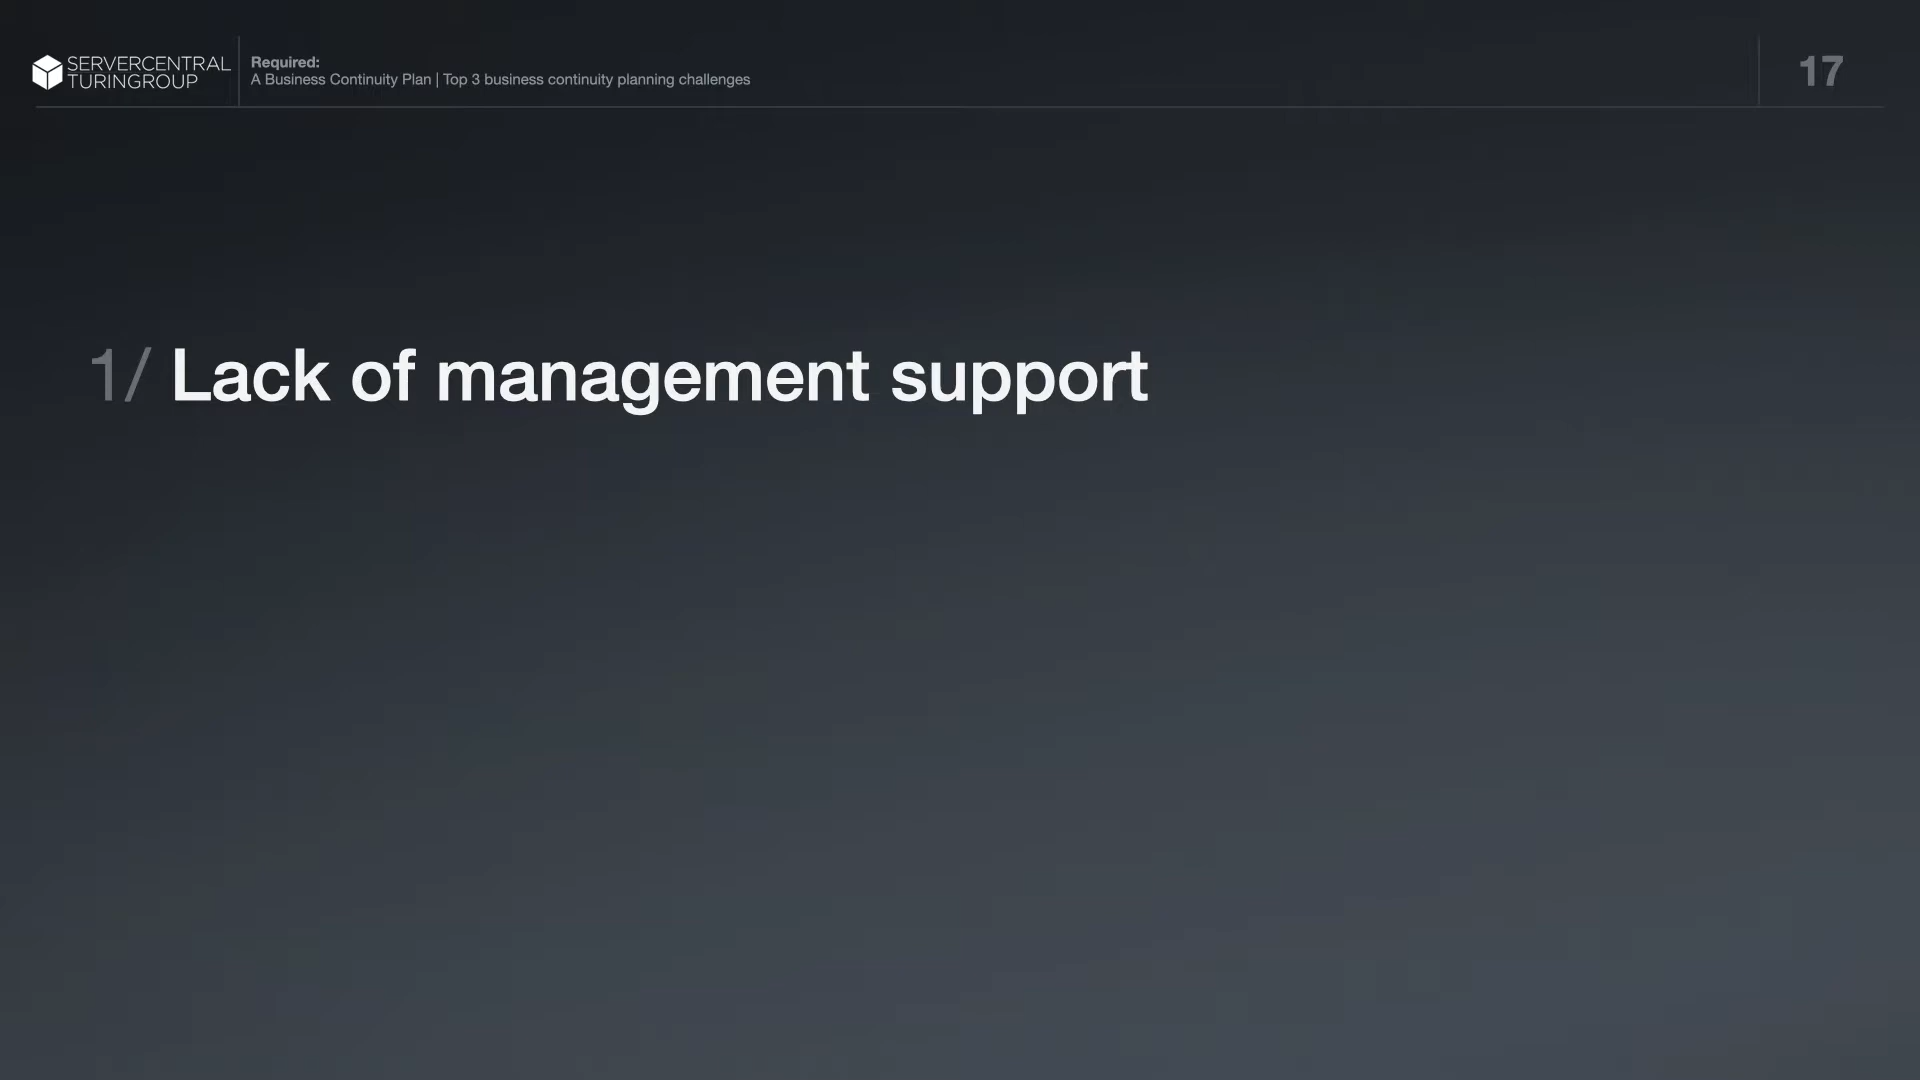 SERVERCENTRAL
TURINGROUP
Required:
A Business Continuity Plan | Top 3 business continuity planning challenges
17
1/ Lack of management support